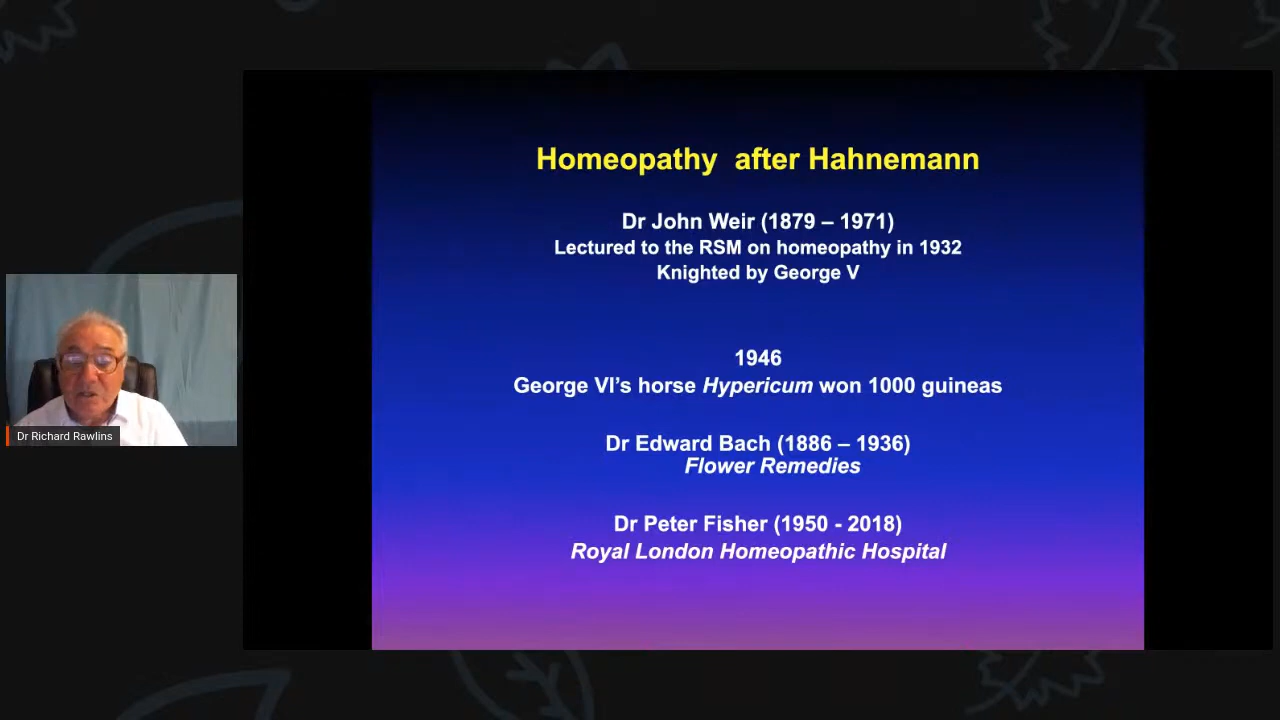 Homeopathy after Hahnemann
Dr John Weir (1879 – 1971)
Lectured to the RSM on homeopathy in 1932
Knighted by George V
1946
George VI’s horse Hypericum won 1000 guineas
Dr Edward Bach (1886 – 1936)
Flower Remedies
Dr Peter Fisher (1950 - 2018)
Royal London Homeopathic Hospital
Dr Richard Rawlins